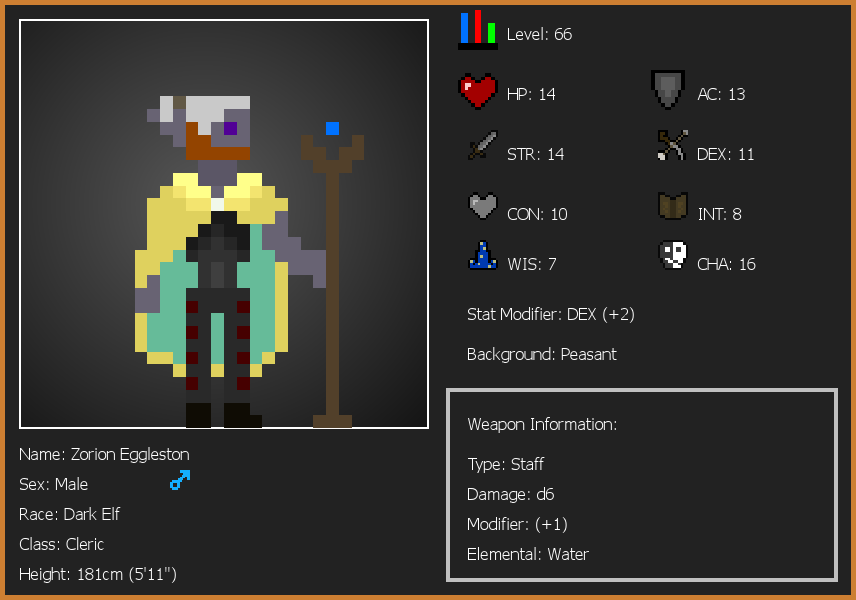 Level: 66
HP: 14
AC: 13
STR: 14
DEX: 11
CON: 10
INT: 8
WIS: 7
CHA: 16
Stat Modifier: DEX (+2)
Background: Peasant
Weapon Information:
Type: Staff
Damage: d6
Modifier: (+1)
Elemental: Water
Name: Zorion Eggleston
Sex: Male
Race: Dark Elf
Class: Cleric
Height: 181cm (5'11")